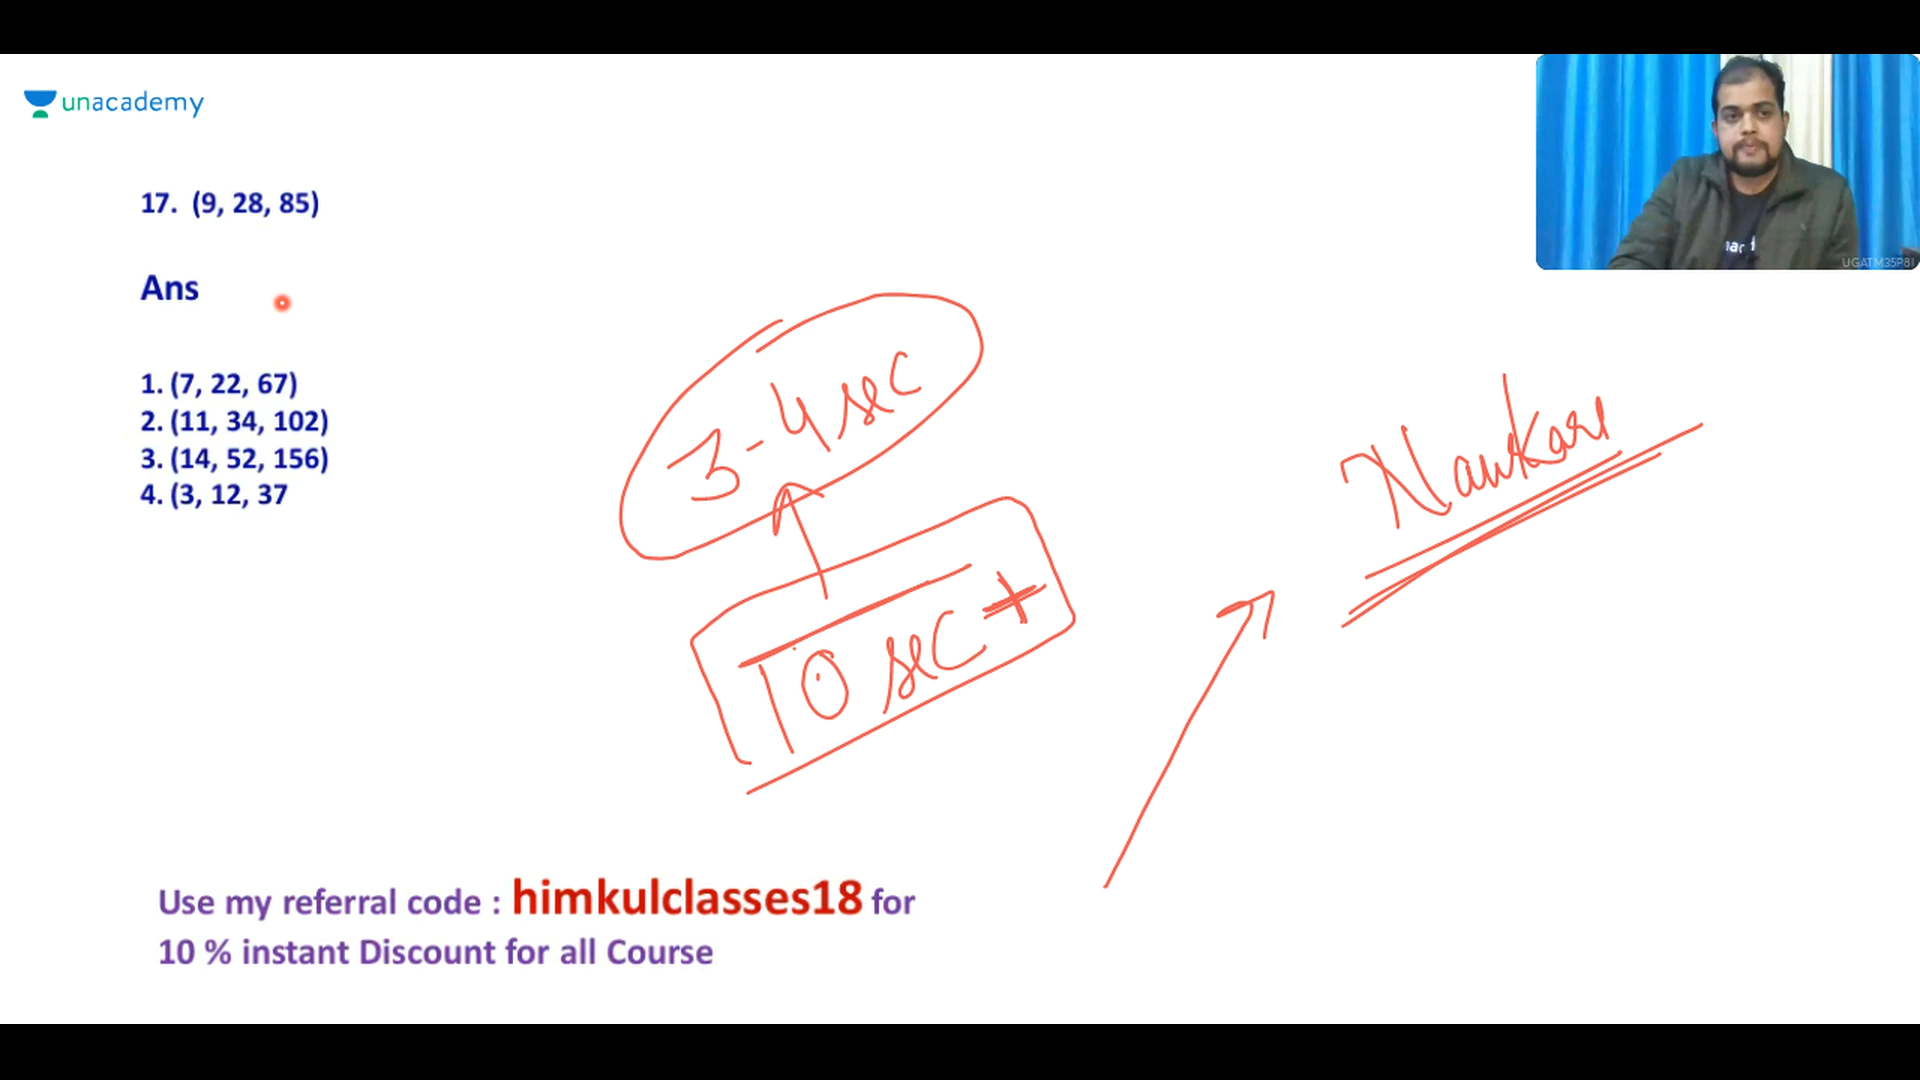 unacademy
17. (9, 28, 85)
Ans
1. (7, 22, 67)
2. (11, 34, 102)
3. (14, 52, 156)
4. (3, 12, 37
3-4 sec
10 sec +
Naukari
Use my referral code : himkulclasses18 for
10 % instant Discount for all Course
UGATM35P8I